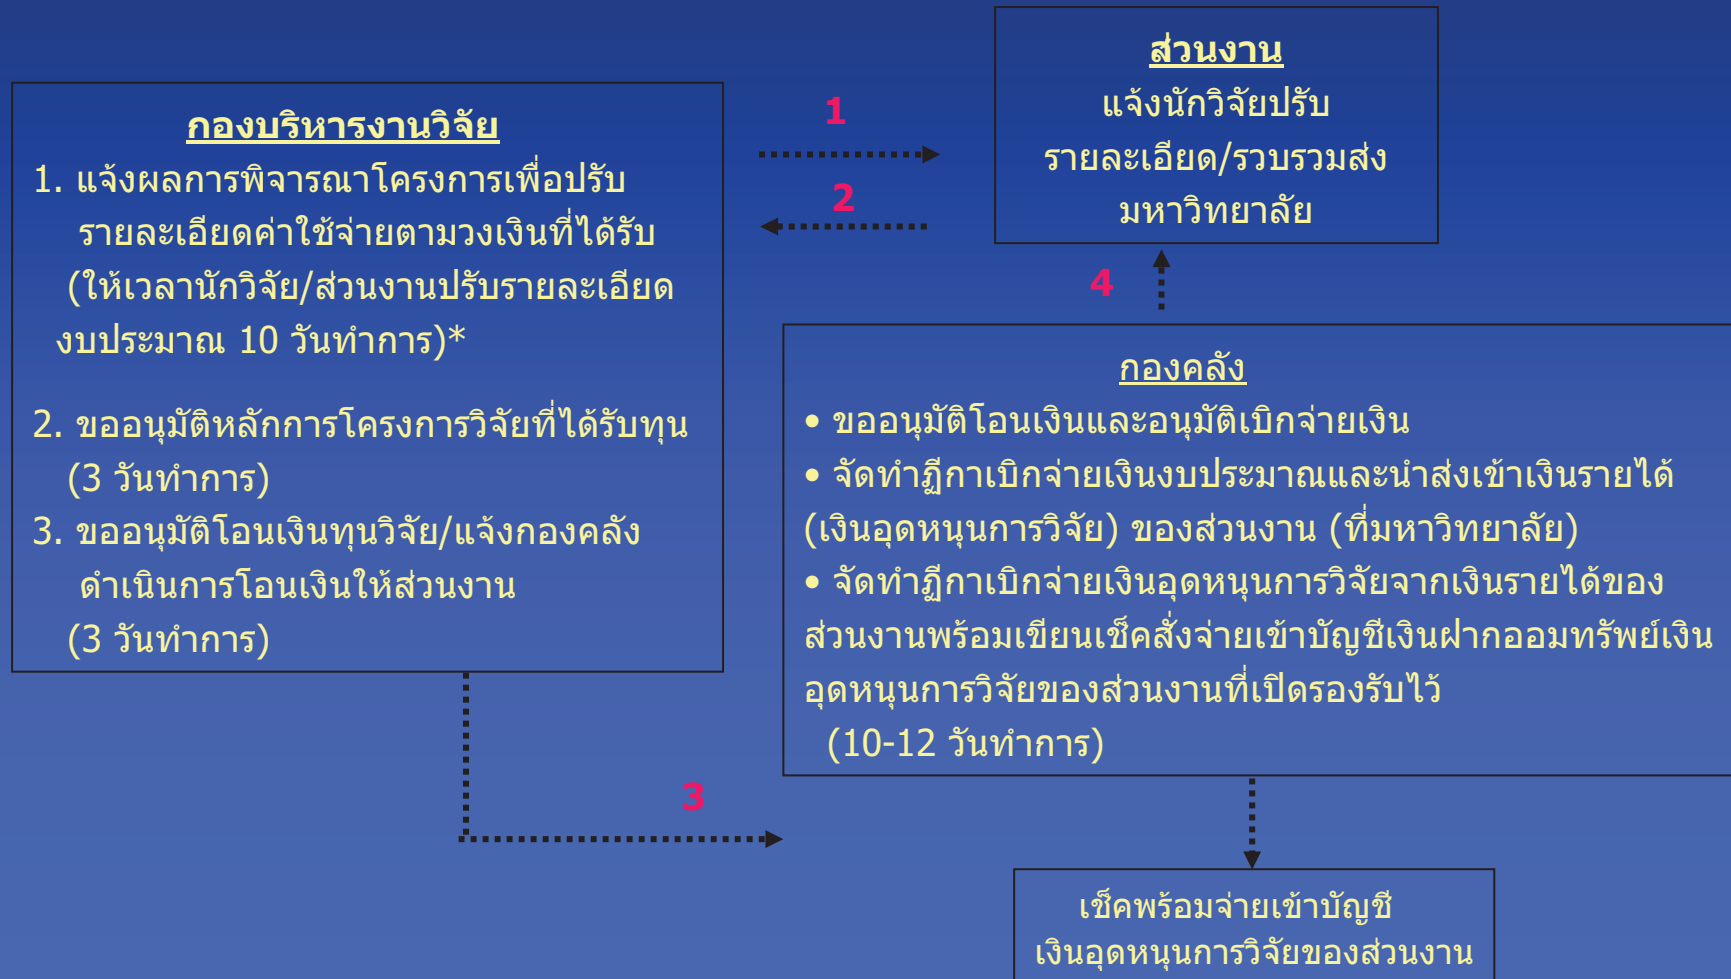 กองบริหารงานวิจัย
1. แจ้งผลการพิจารณาโครงการเพื่อปรับ
รายละเอียดค่าใช้จ่ายตามวงเงินที่ได้รับ
(ให้เวลานักวิจัย/ส่วนงานปรับรายละเอียด
งบประมาณ 10 วันทำการ)*
2. ขออนุมัติหลักการโครงการวิจัยที่ได้รับทุน
(3 วันทำการ)
3. ขออนุมัติโอนเงินทุนวิจัย/แจ้งกองคลัง
ดำเนินการโอนเงินให้ส่วนงาน
(3 วันทำการ)
1
2
ส่วนงาน
แจ้งนักวิจัยปรับ
รายละเอียด/รวบรวมส่ง
มหาวิทยาลัย
4
กองคลัง
• ขออนุมัติโอนเงินและอนุมัติเบิกจ่ายเงิน
• จัดทำฎีกาเบิกจ่ายเงินงบประมาณและนำส่งเข้าเงินรายได้
(เงินอุดหนุนการวิจัย) ของส่วนงาน (ที่มหาวิทยาลัย)
• จัดทำฎีกาเบิกจ่ายเงินอุดหนุนการวิจัยจากเงินรายได้ของ
ส่วนงานพร้อมเขียนเช็คสั่งจ่ายเข้าบัญชีเงินฝากออมทรัพย์เงิน
อุดหนุนการวิจัยของส่วนงานที่เปิดรองรับไว้
(10-12 วันทำการ)
3
เช็คพร้อมจ่ายเข้าบัญชี
เงินอุดหนุนการวิจัยของส่วนงาน